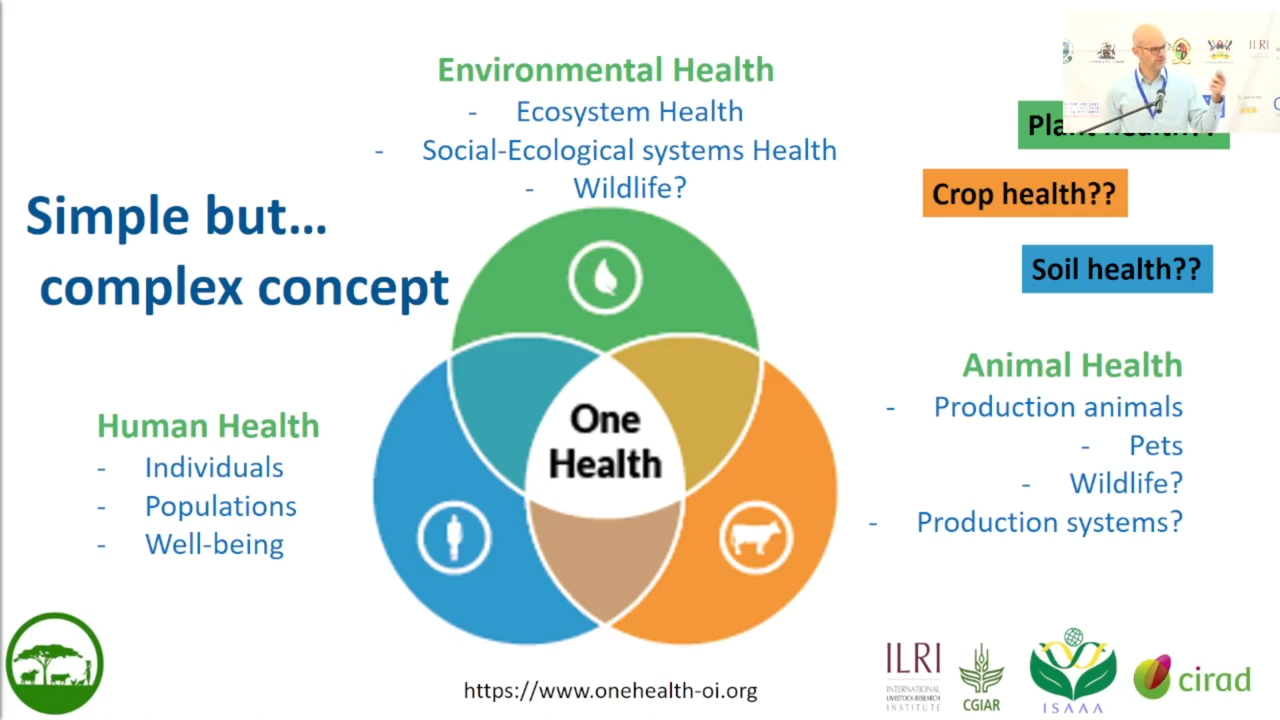 Environmental Health
- Ecosystem Health
- Social-Ecological systems Health
- Wildlife?
Simple but...
complex concept
Crop health??
Soil health??
One
Health
Human Health
- Individuals
- Populations
- Well-being
Animal Health
- Production animals
- Pets
- Wildlife?
- Production systems?
https://www.onehealth-oi.org
ILRI
INTERNATIONAL
LIVESTOCK RESEARCH
INSTITUTE
CGIAR
ISAAA
cirad
ILRI